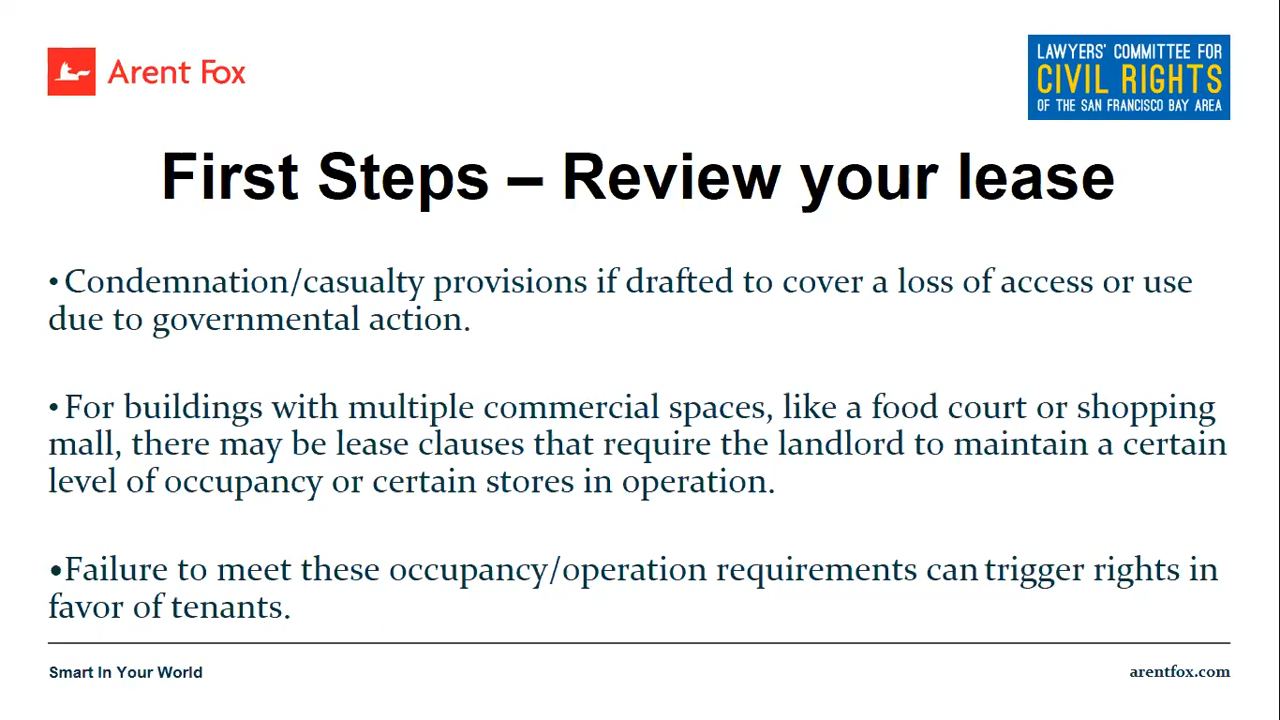 Arent Fox
LAWYERS' COMMITTEE FOR
CIVIL RIGHTS
OF THE SAN FRANCISCO BAY AREA
First Steps – Review your lease
• Condemnation/casualty provisions if drafted to cover a loss of access or use
due to governmental action.
• For buildings with multiple commercial spaces, like a food court or shopping
mall, there may be lease clauses that require the landlord to maintain a certain
level of occupancy or certain stores in operation.
•Failure to meet these occupancy/operation requirements can trigger rights in
favor of tenants.
Smart In Your World
arentfox.com